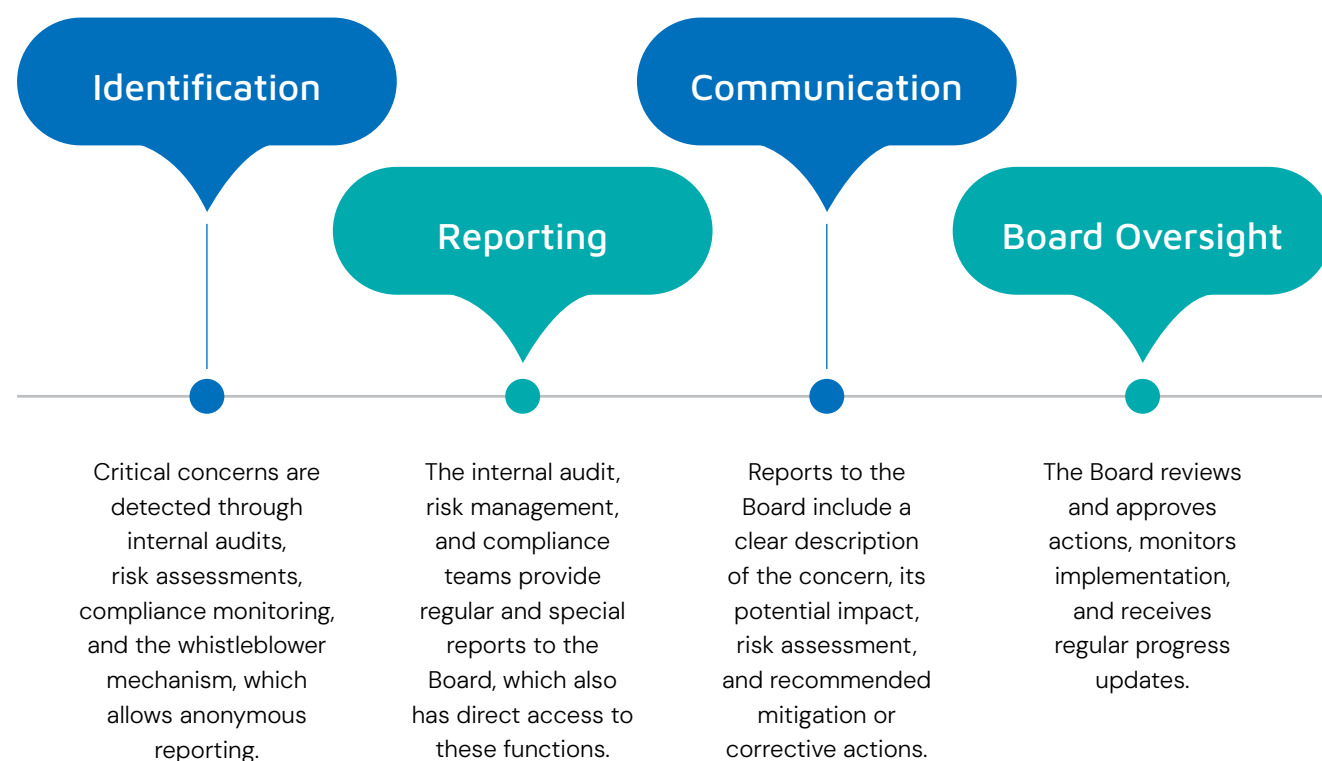 Identification
Critical concerns are
detected through
internal audits,
risk assessments,
compliance monitoring,
and the whistleblower
mechanism, which
allows anonymous
reporting.
Reporting
The internal audit,
risk management,
and compliance
teams provide
regular and special
reports to the
Board, which also
has direct access to
these functions.
Communication
Reports to the
Board include a
clear description
of the concern, its
potential impact,
risk assessment,
and recommended
mitigation or
corrective actions.
Board Oversight
The Board reviews
and approves
actions, monitors
implementation,
and receives
regular progress
updates.